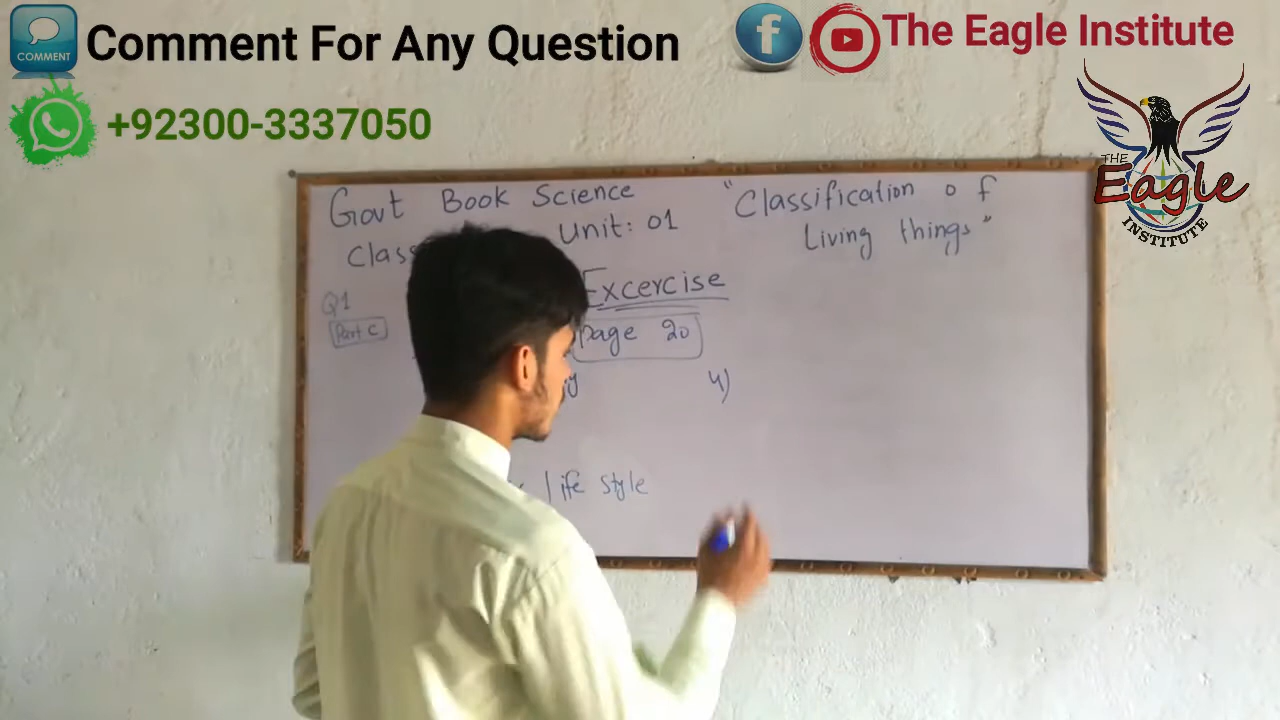 COMMENT
Comment For Any Question
The Eagle Institute
+92300-3337050
THE
Eagle
INSTITUTE
Govt Book Science
Class
Unit: 01
"Classification of
Living things"
Excercise
Q1
Part C
Page 20
4)
life style